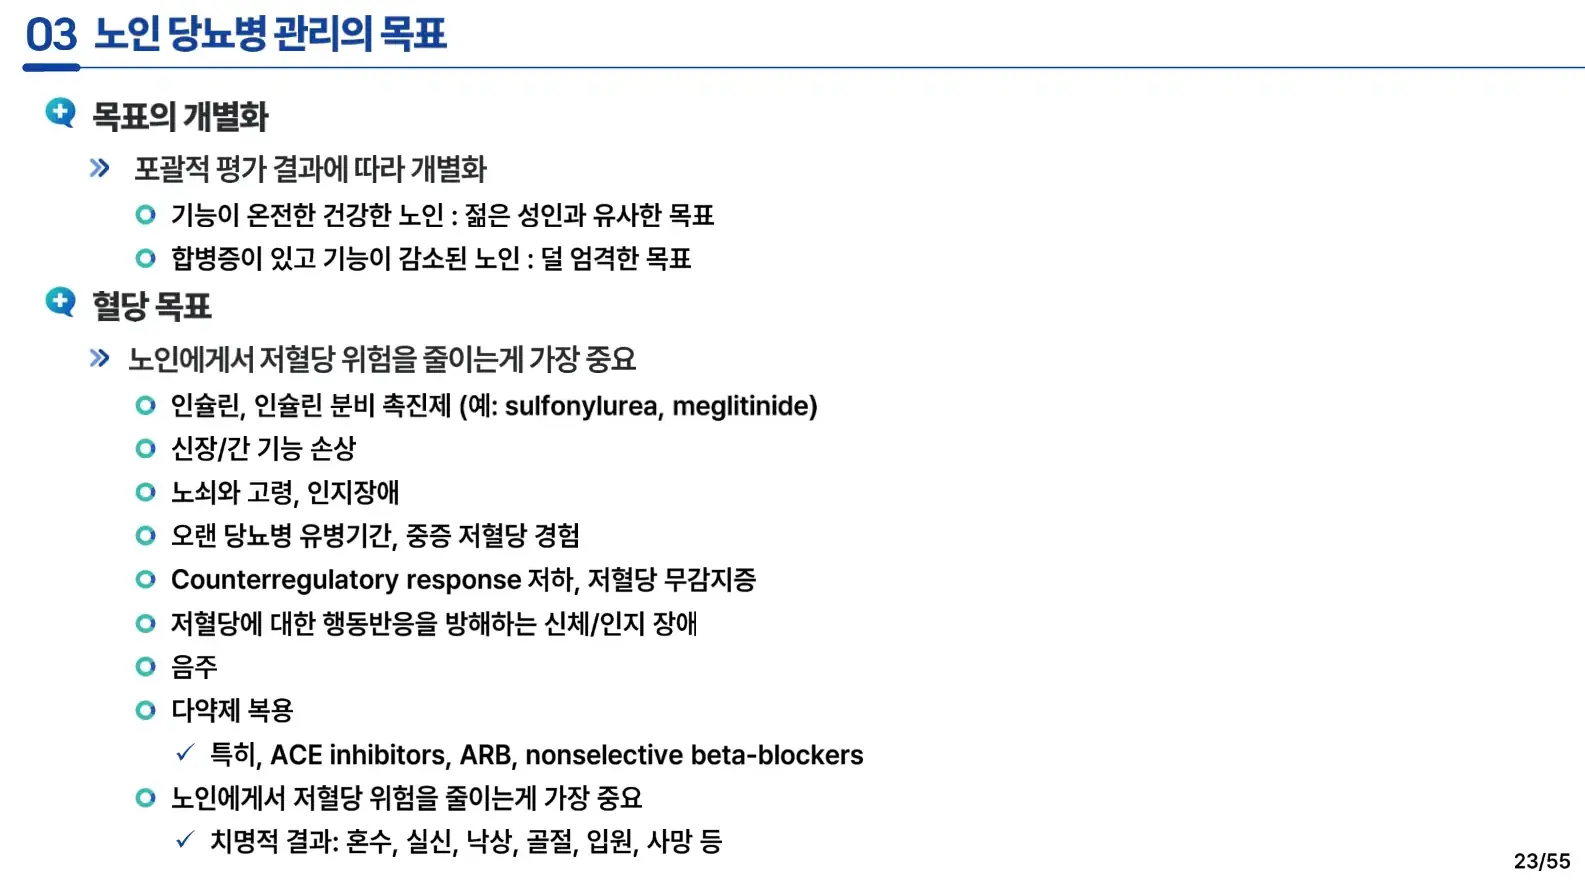 03 노인 당뇨병 관리의 목표
목표의 개별화
포괄적 평가 결과에 따라 개별화
기능이 온전한 건강한 노인 : 젊은 성인과 유사한 목표
합병증이 있고 기능이 감소된 노인 : 덜 엄격한 목표
혈당 목표
노인에게서 저혈당 위험을 줄이는게 가장 중요
인슐린, 인슐린 분비 촉진제 (예: sulfonylurea, meglitinide)
신장/간 기능 손상
노쇠와 고령, 인지장애
오랜 당뇨병 유병기간, 중증 저혈당 경험
Counterregulatory response 저하, 저혈당 무감지증
저혈당에 대한 행동반응을 방해하는 신체/인지 장애
음주
다약제 복용
✓ 특히, ACE inhibitors, ARB, nonselective beta-blockers
노인에게서 저혈당 위험을 줄이는게 가장 중요
✓ 치명적 결과: 혼수, 실신, 낙상, 골절, 입원, 사망 등
23/55